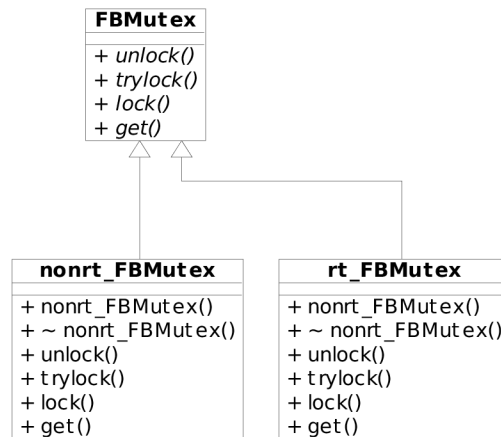 FBMutex
+ unlock()
+ trylock()
+ lock()
+ get()
nonrt_FBMutex
+ nonrt_FBMutex()
+ ~ nonrt_FBMutex()
+ unlock()
+ trylock()
+ lock()
+ get()
rt_FBMutex
+ nonrt_FBMutex()
+ ~ nonrt_FBMutex()
+ unlock()
+ trylock()
+ lock()
+ get()